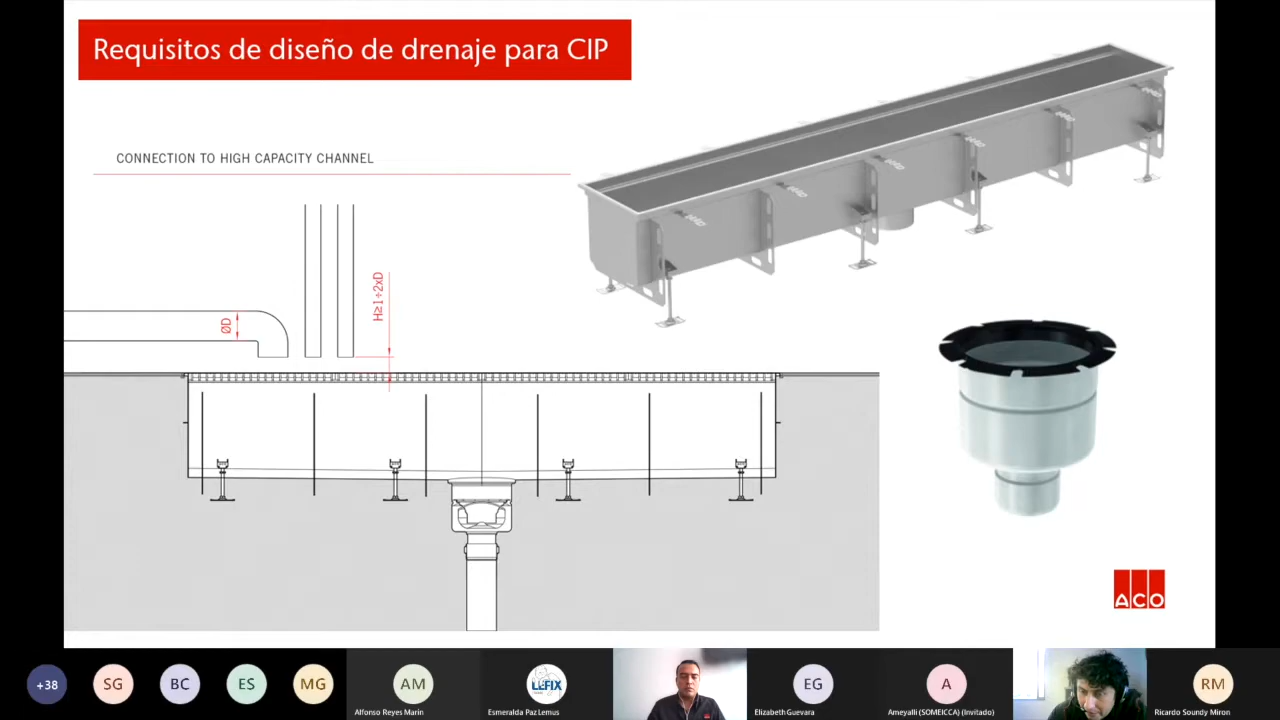 Requisitos de diseño de drenaje para CIP
CONNECTION TO HIGH CAPACITY CHANNEL
H≥1÷2xD
ØD
ACO
+38
SG
BC
ES
MG
AM
Alfonso Reyes Marin
LEFIX
Esmeralda Paz Lemus
EG
Elizabeth Guevara
A
Ameyalli (SOMEICCA) (Invitado)
RM
Ricardo Soundy Miron